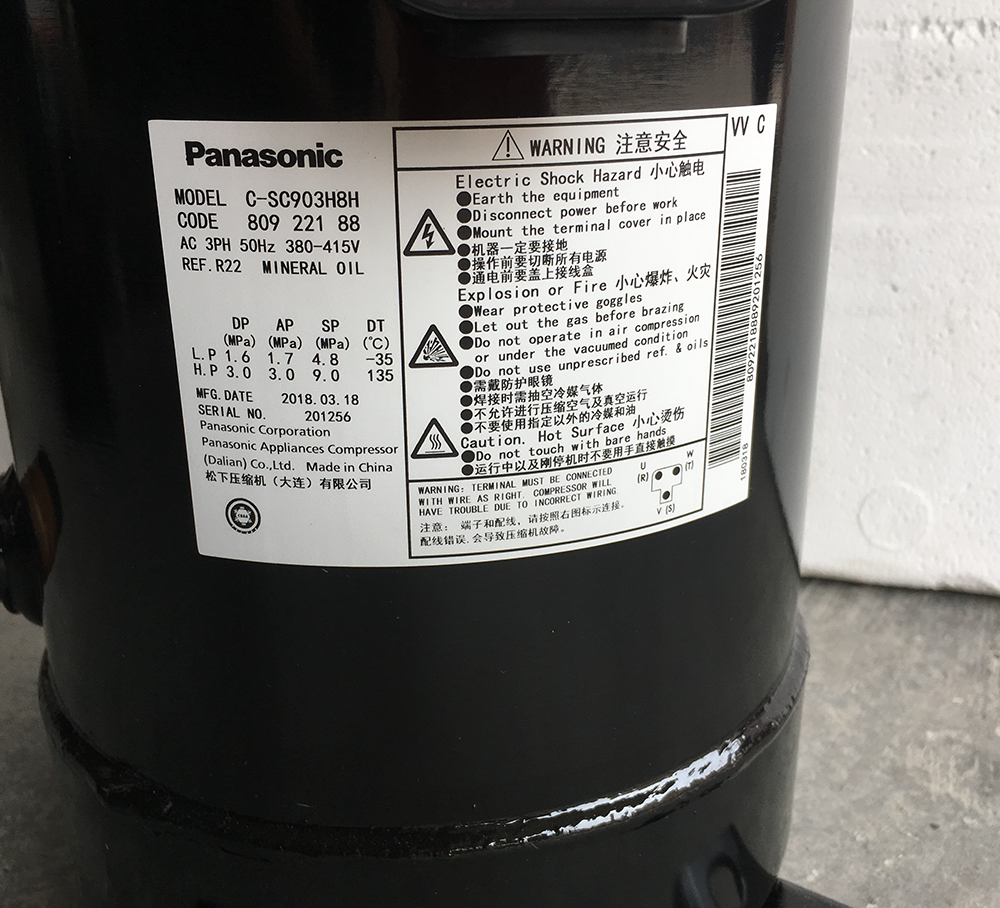 Panasonic
MODEL C-SC903H8H
CODE 809 221 88
AC 3PH 50Hz 380-415V
REF.R22 MINERAL OIL
DP AP SP DT
(MPa) (MPa) (MPa) (℃)
L.P 1.6 1.7 4.8 -35
H.P 3.0 3.0 9.0 135
MFG.DATE 2018.03.18
SERIAL NO. 201256
Panasonic Corporation
Panasonic Appliances Compressor
(Dalian) Co.,Ltd. Made in China
松下压缩机（大连）有限公司
WARNING 注意安全
Electric Shock Hazard 小心触电
●Earth the equipment
●Disconnect power before work
●Mount the terminal cover in place
●机器一定要接地
●操作前要切断所有电源
●通电前要盖上接线盒
Explosion or Fire 小心爆炸、火灾
●Wear protective goggles
●Let out the gas before brazing
●Do not operate in air compression
or under the vacuumed condition
●Do not use unprescribed ref. & oils
●需戴防护眼镜
●焊接时需抽空冷媒气体
●不允许进行压缩空气及真空运行
●不要使用指定以外的冷媒和油
Caution. Hot Surface 小心烫伤
●Do not touch with bare hands
●运行中以及刚停机时不要用手直接触摸
WARNING: TERMINAL MUST BE CONNECTED
WITH WIRE AS RIGHT. COMPRESSOR WILL
HAVE TROUBLE DUE TO INCORRECT WIRING.
注意： 端子和配线，请按照右图标示连接。
配线错误.会导致压缩机故障。
U
(R)
W
(T)
V (S)
VV C
8092218889201256
180318